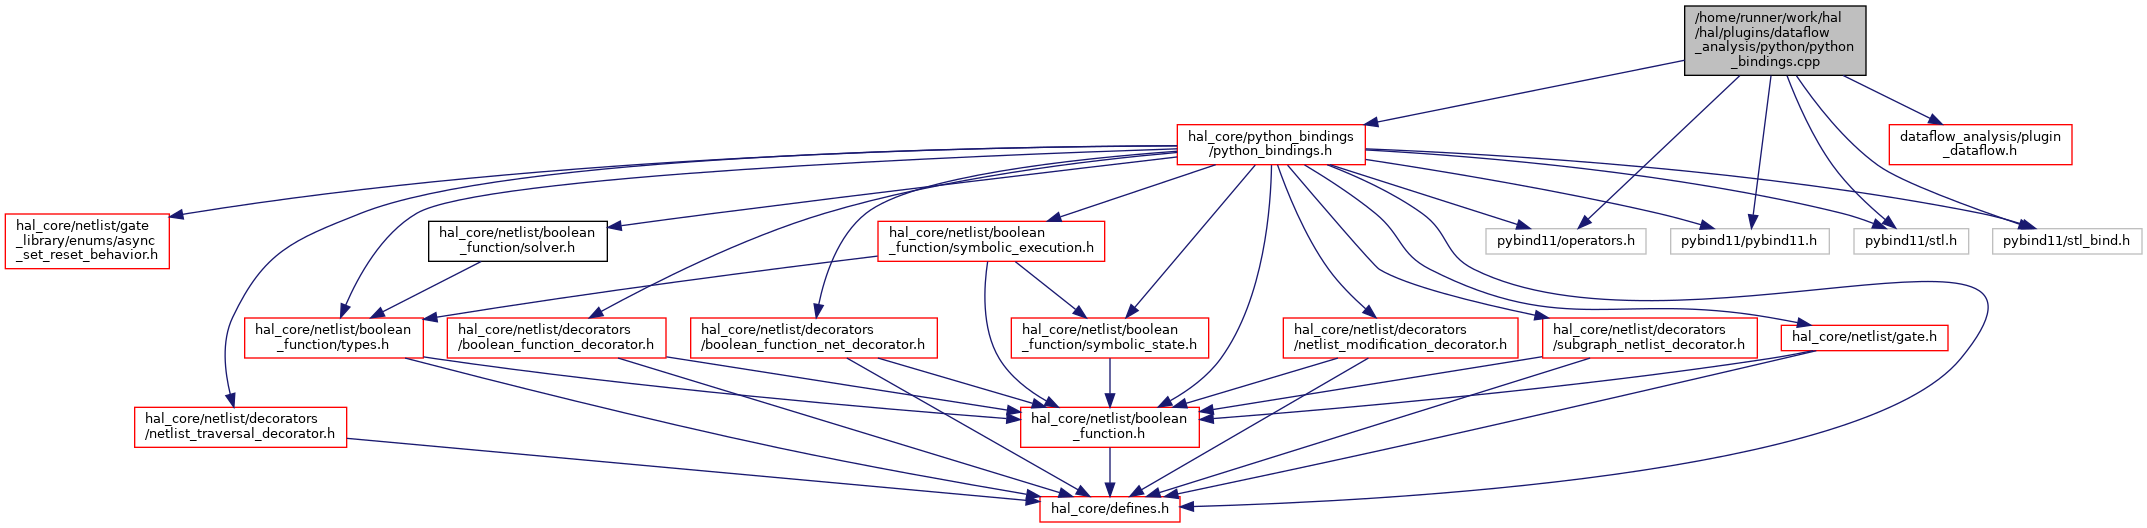 /home/runner/work/hal
/hal/plugins/dataflow
_analysis/python/python
_bindings.cpp
hal_core/python_bindings
/python_bindings.h
dataflow_analysis/plugin
_dataflow.h
hal_core/netlist/gate
_library/enums/async
_set_reset_behavior.h
hal_core/netlist/boolean
_function/solver.h
hal_core/netlist/boolean
_function/symbolic_execution.h
pybind11/operators.h
pybind11/pybind11.h
pybind11/stl.h
pybind11/stl_bind.h
hal_core/netlist/boolean
_function/types.h
hal_core/netlist/decorators
/boolean_function_decorator.h
hal_core/netlist/decorators
/boolean_function_net_decorator.h
hal_core/netlist/boolean
_function/symbolic_state.h
hal_core/netlist/decorators
/netlist_modification_decorator.h
hal_core/netlist/decorators
/subgraph_netlist_decorator.h
hal_core/netlist/gate.h
hal_core/netlist/decorators
/netlist_traversal_decorator.h
hal_core/netlist/boolean
_function.h
hal_core/defines.h